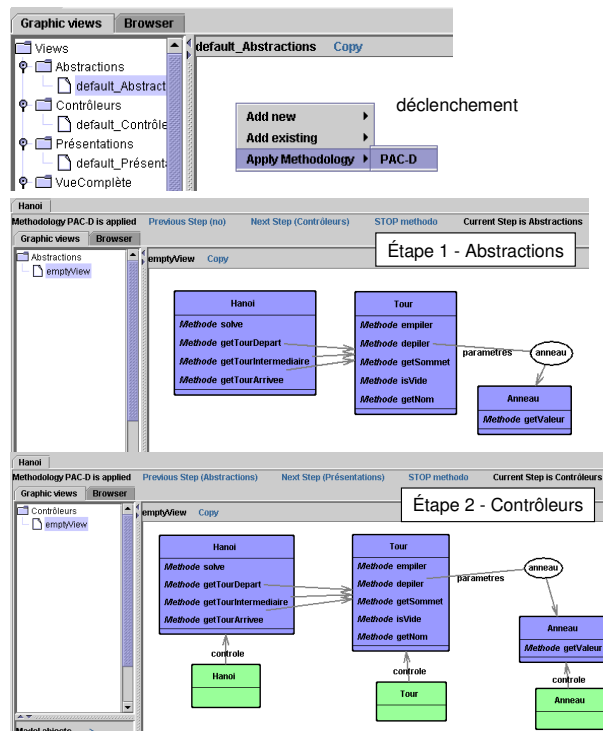 Graphic views Browser
Views
Abstractions
default_Abstract
Contrôleurs
default_Contrôle
Présentations
default_Présent
VueComplète
default_Abstractions Copy
déclenchement
Add new
Add existing
Apply Methodology PAC-D
Hanoi
Methodology PAC-D is applied Previous Step (no) Next Step (Contrôleurs) STOP methodo Current Step is Abstractions
Graphic views Browser
Étape 1 - Abstractions
Abstractions
emptyView
emptyView Copy
Hanoi
Methode solve
Methode getTourDepart
Methode getTourIntermediaire
Methode getTourArrivee
Tour
Methode empiler
Methode depiler
Methode getSommet
Methode isVide
Methode getNom
parametres
anneau
Anneau
Methode getValeur
Hanoi
Methodology PAC-D is applied Previous Step (Abstractions) Next Step (Présentations) STOP methodo Current Step is Contrôleurs
Graphic views Browser
Étape 2 - Contrôleurs
Contrôleurs
emptyView
emptyView Copy
Hanoi
Methode solve
Methode getTourDepart
Methode getTourIntermediaire
Methode getTourArrivee
Tour
Methode empiler
Methode depiler
Methode getSommet
Methode isVide
Methode getNom
parametres
anneau
Anneau
Methode getValeur
controle
controle
controle
Hanoi
Tour
Anneau